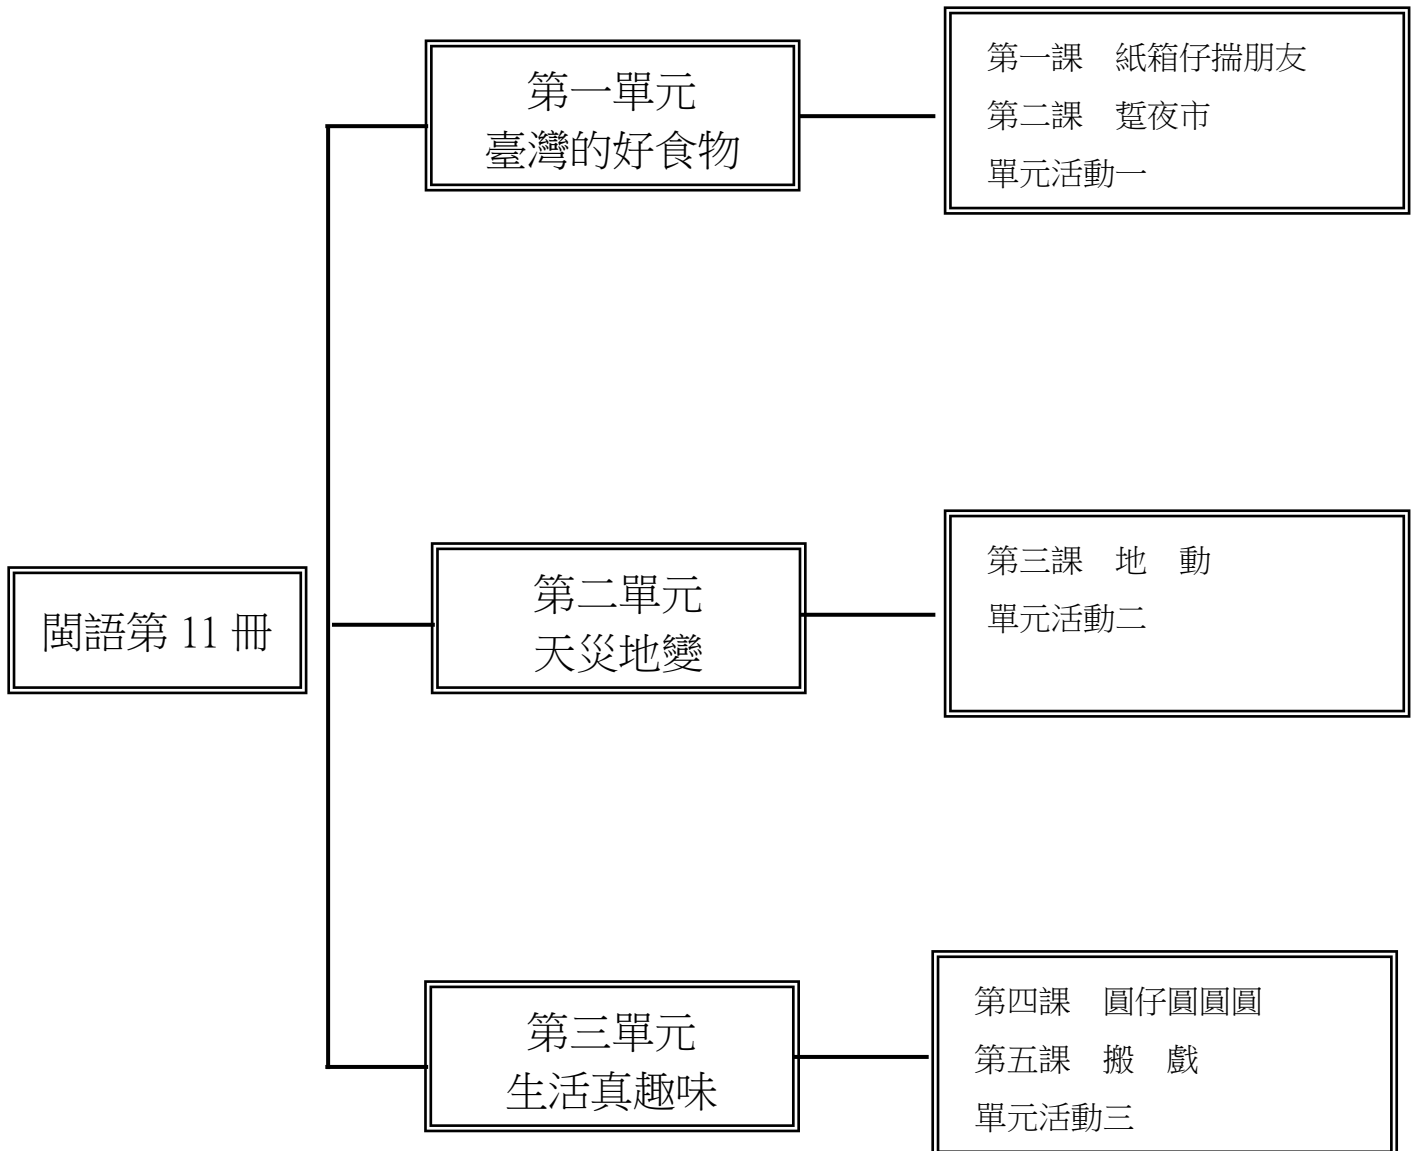 第一單元
臺灣的好食物
第一課　紙箱仔揣朋友
第二課　踅夜市
單元活動一
閩語第 11 冊
第二單元
天災地變
第三課　地　動
單元活動二
第三單元
生活真趣味
第四課　圓仔圓圓圓
第五課　搬　戲
單元活動三